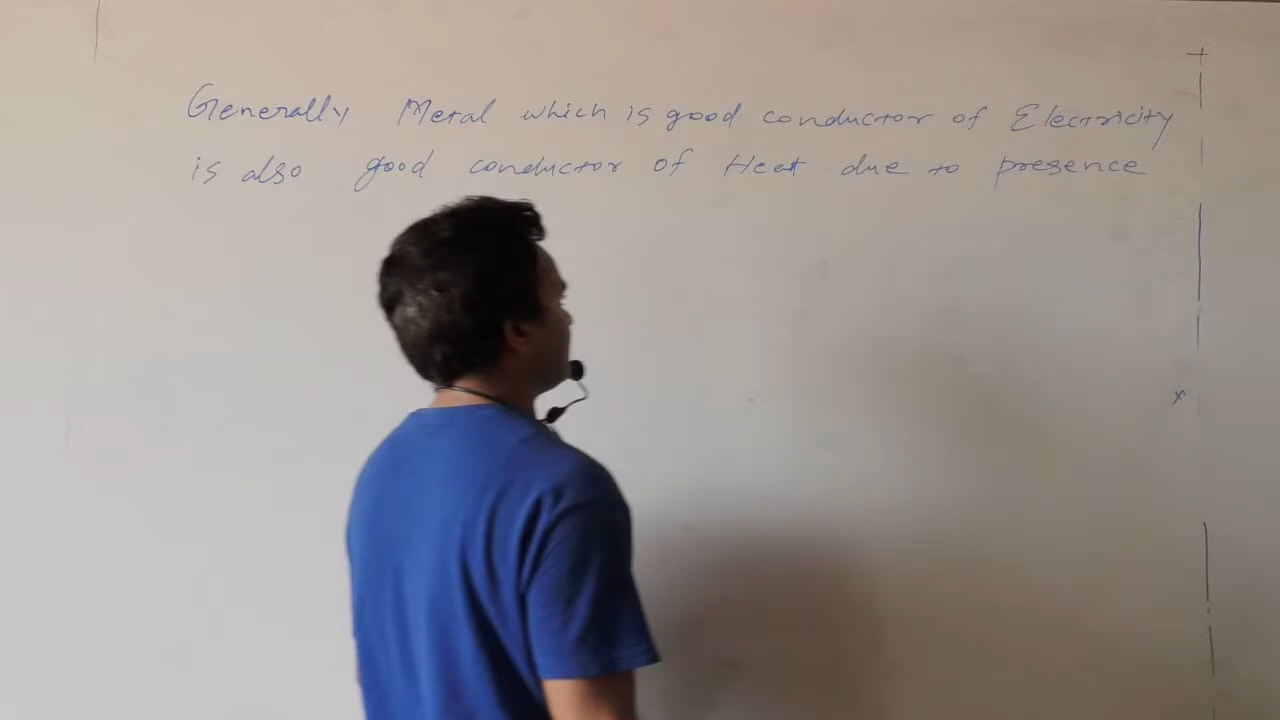 Generally Metal which is good conductor of Electricity
is also good conductor of Heat due to presence